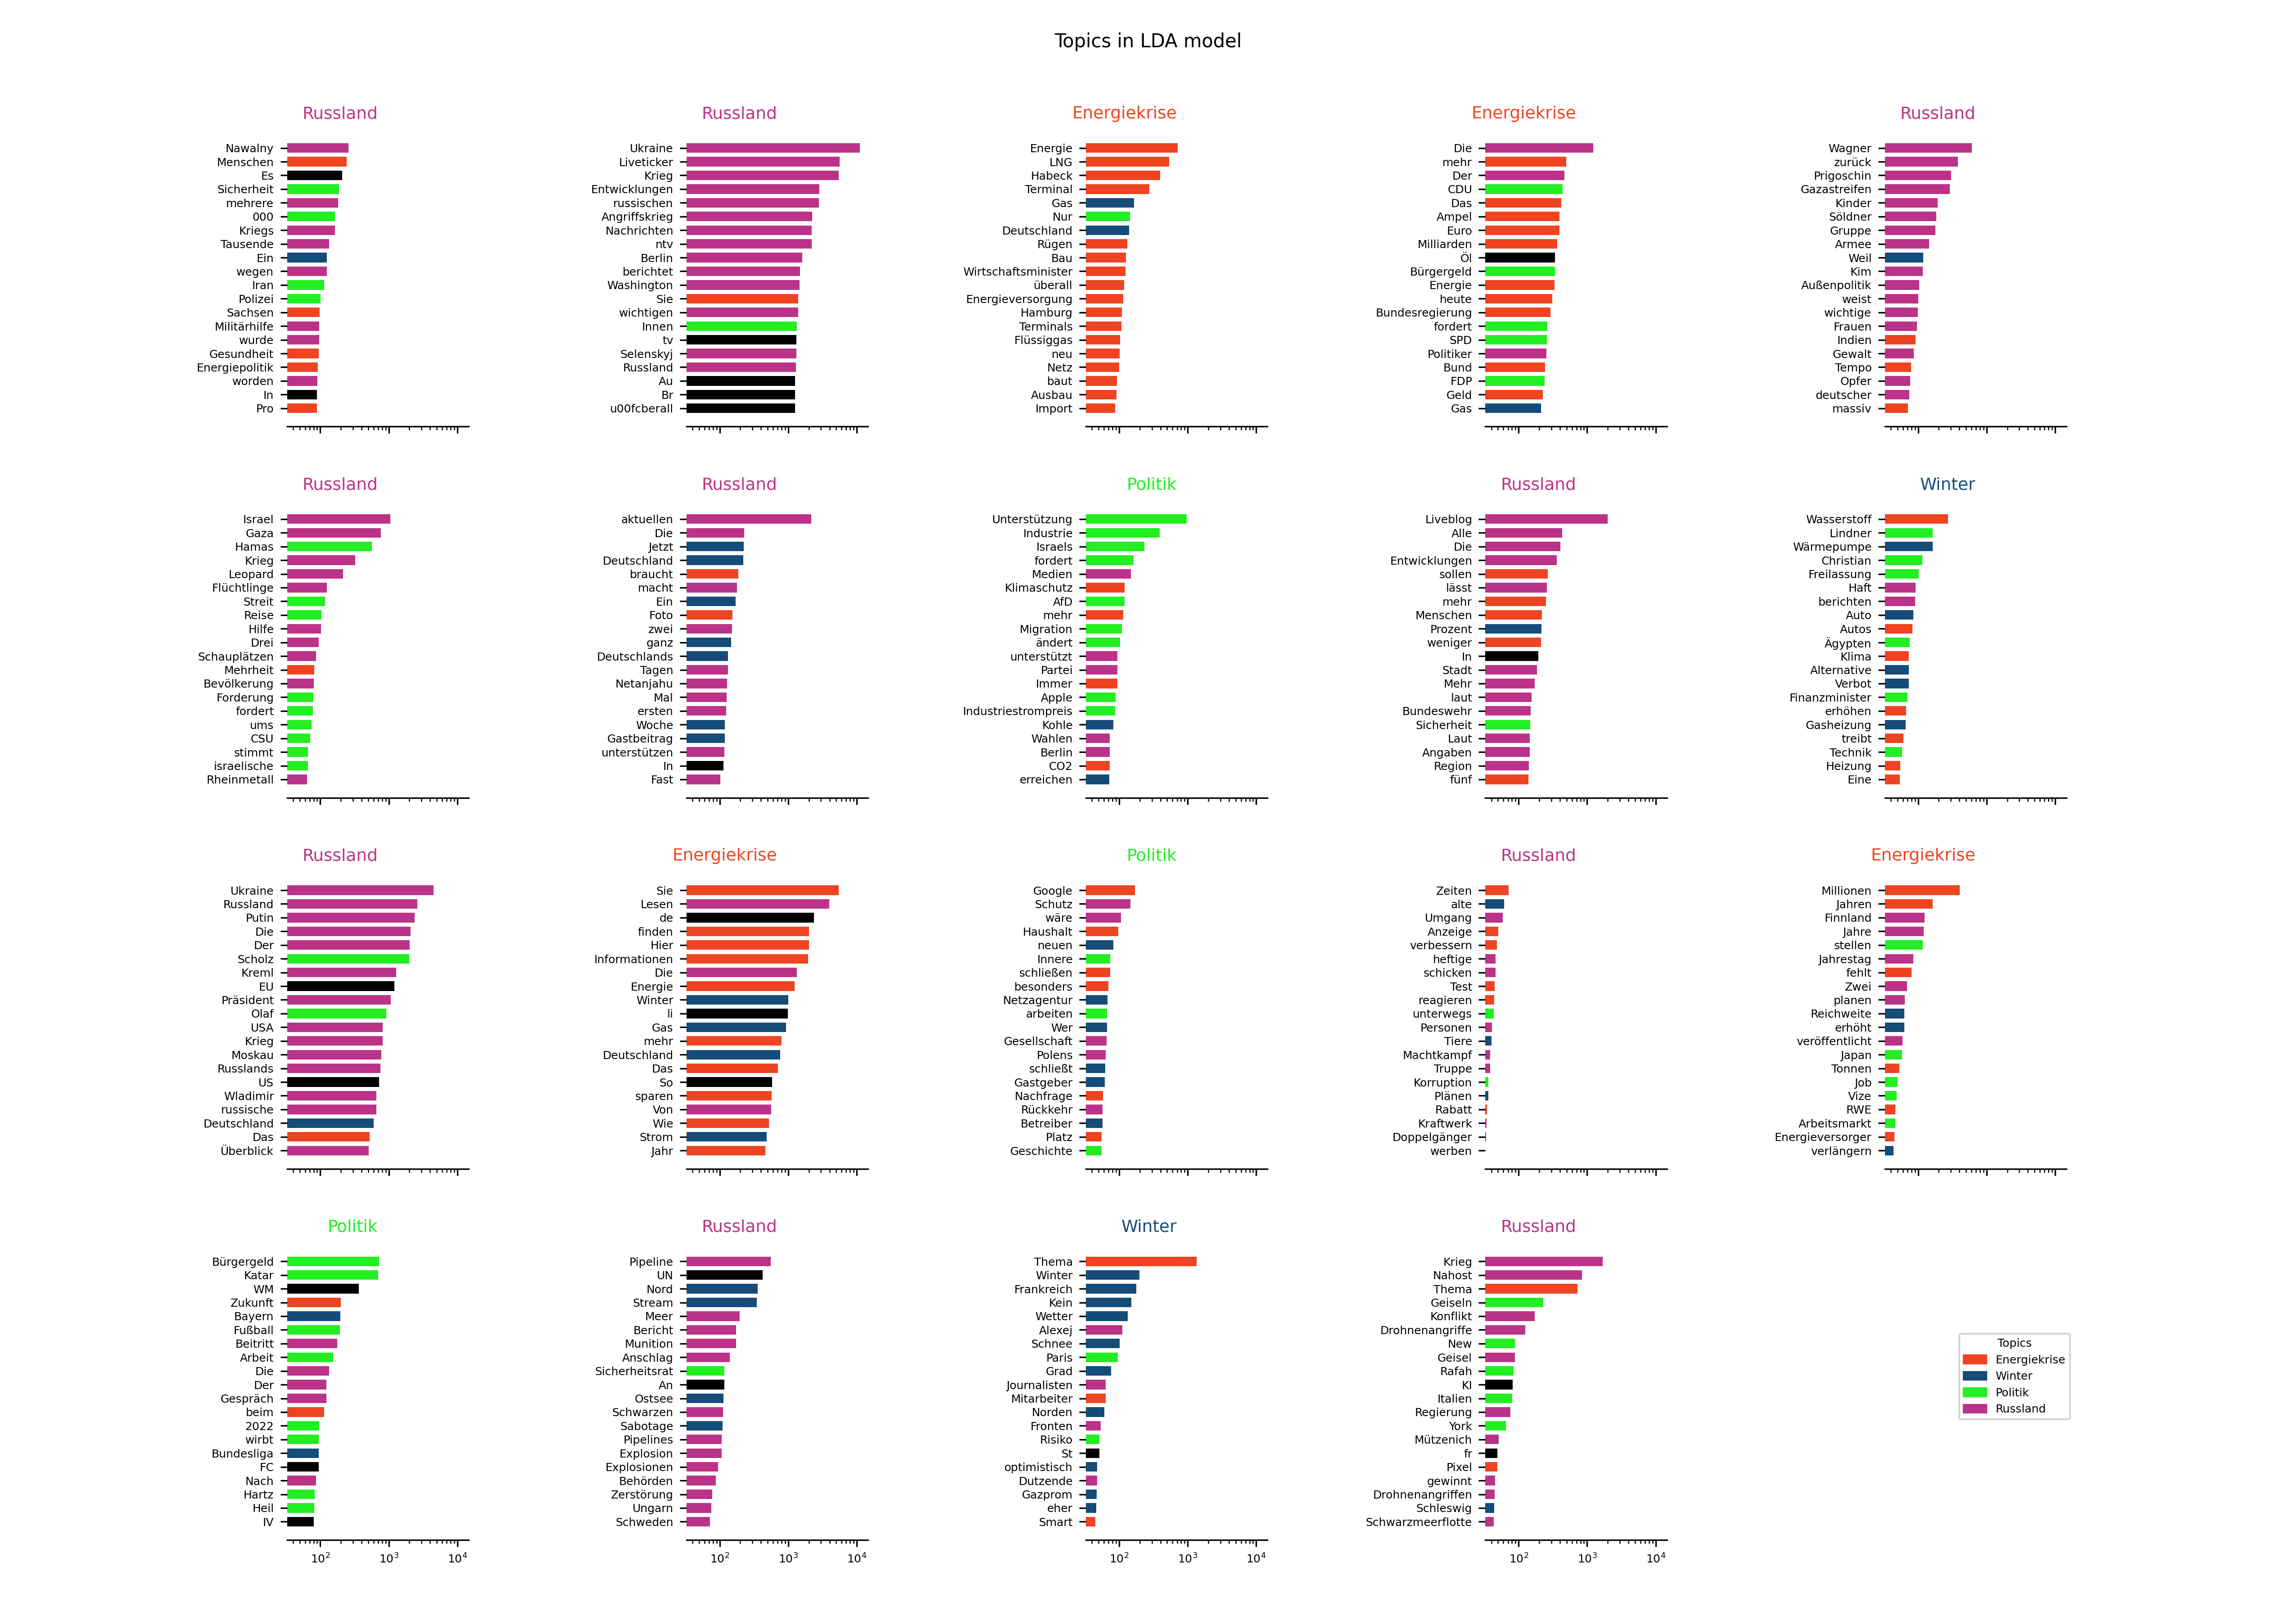 Topics in LDA model
Russland
Nawalny
Menschen
Es
Sicherheit
mehrere
000
Kriegs
Tausende
Ein
wegen
Iran
Polizei
Sachsen
Militärhilfe
wurde
Gesundheit
Energiepolitik
worden
In
Pro
Russland
Ukraine
Liveticker
Krieg
Entwicklungen
russischen
Angriffskrieg
Nachrichten
ntv
Berlin
berichtet
Washington
Sie
wichtigen
Innen
tv
Selenskyj
Russland
Au
Br
u00fcberall
Energiekrise
Energie
LNG
Habeck
Terminal
Gas
Nur
Deutschland
Rügen
Bau
Wirtschaftsminister
überall
Energieversorgung
Hamburg
Terminals
Flüssiggas
neu
Netz
baut
Ausbau
Import
Energiekrise
Die
mehr
Der
CDU
Das
Ampel
Euro
Milliarden
Öl
Bürgergeld
Energie
heute
Bundesregierung
fordert
SPD
Politiker
Bund
FDP
Geld
Gas
Russland
Wagner
zurück
Prigoschin
Gazastreifen
Kinder
Söldner
Gruppe
Armee
Weil
Kim
Außenpolitik
weist
wichtige
Frauen
Indien
Gewalt
Tempo
Opfer
deutscher
massiv
Russland
Israel
Gaza
Hamas
Krieg
Leopard
Flüchtlinge
Streit
Reise
Hilfe
Drei
Schauplätzen
Mehrheit
Bevölkerung
Forderung
fordert
ums
CSU
stimmt
israelische
Rheinmetall
Russland
aktuellen
Die
Jetzt
Deutschland
braucht
macht
Ein
Foto
zwei
ganz
Deutschlands
Tagen
Netanjahu
Mal
ersten
Woche
Gastbeitrag
unterstützen
In
Fast
Politik
Unterstützung
Industrie
Israels
fordert
Medien
Klimaschutz
AfD
mehr
Migration
ändert
unterstützt
Partei
Immer
Apple
Industriestrompreis
Kohle
Wahlen
Berlin
CO2
erreichen
Russland
Liveblog
Alle
Die
Entwicklungen
sollen
lässt
mehr
Menschen
Prozent
weniger
In
Stadt
Mehr
laut
Bundeswehr
Sicherheit
Laut
Angaben
Region
fünf
Winter
Wasserstoff
Lindner
Wärmepumpe
Christian
Freilassung
Haft
berichten
Auto
Autos
Ägypten
Klima
Alternative
Verbot
Finanzminister
erhöhen
Gasheizung
treibt
Technik
Heizung
Eine
Russland
Ukraine
Russland
Putin
Die
Der
Scholz
Kreml
EU
Präsident
Olaf
USA
Krieg
Moskau
Russlands
US
Wladimir
russische
Deutschland
Das
Überblick
Energiekrise
Sie
Lesen
de
finden
Hier
Informationen
Die
Energie
Winter
li
Gas
mehr
Deutschland
Das
So
sparen
Von
Wie
Strom
Jahr
Politik
Google
Schutz
wäre
Haushalt
neuen
Innere
schließen
besonders
Netzagentur
arbeiten
Wer
Gesellschaft
Polens
schließt
Gastgeber
Nachfrage
Rückkehr
Betreiber
Platz
Geschichte
Russland
Zeiten
alte
Umgang
Anzeige
verbessern
heftige
schicken
Test
reagieren
unterwegs
Personen
Tiere
Machtkampf
Truppe
Korruption
Plänen
Rabatt
Kraftwerk
Doppelgänger
werben
Energiekrise
Millionen
Jahren
Finnland
Jahre
stellen
Jahrestag
fehlt
Zwei
planen
Reichweite
erhöht
veröffentlicht
Japan
Tonnen
Job
Vize
RWE
Arbeitsmarkt
Energieversorger
verlängern
Politik
Bürgergeld
Katar
WM
Zukunft
Bayern
Fußball
Beitritt
Arbeit
Die
Der
Gespräch
beim
2022
wirbt
Bundesliga
FC
Nach
Hartz
Heil
IV
10² 10³ 10⁴
Russland
Pipeline
UN
Nord
Stream
Meer
Bericht
Munition
Anschlag
Sicherheitsrat
An
Ostsee
Schwarzen
Sabotage
Pipelines
Explosion
Explosionen
Behörden
Zerstörung
Ungarn
Schweden
10² 10³ 10⁴
Winter
Thema
Winter
Frankreich
Kein
Wetter
Alexej
Schnee
Paris
Grad
Journalisten
Mitarbeiter
Norden
Fronten
Risiko
St
optimistisch
Dutzende
Gazprom
eher
Smart
10² 10³ 10⁴
Russland
Krieg
Nahost
Thema
Geiseln
Konflikt
Drohnenangriffe
New
Geisel
Rafah
KI
Italien
Regierung
York
Mützenich
fr
Pixel
gewinnt
Drohnenangriffen
Schleswig
Schwarzmeerflotte
10² 10³ 10⁴
Topics
Energiekrise
Winter
Politik
Russland